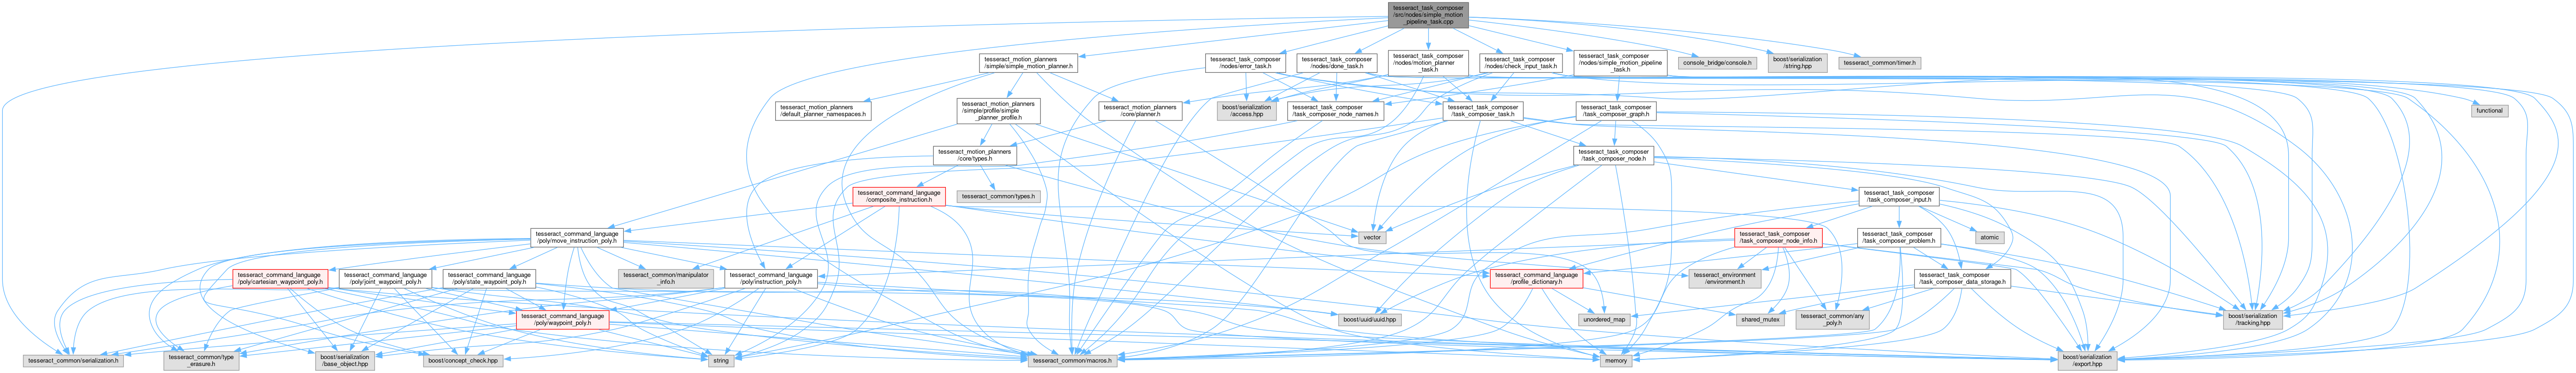 tesseract_task_composer
/src/nodes/simple_motion
_pipeline_task.cpp
tesseract_motion_planners
/simple/simple_motion_planner.h
tesseract_task_composer
/nodes/error_task.h
tesseract_task_composer
/nodes/done_task.h
tesseract_task_composer
/nodes/motion_planner
_task.h
tesseract_task_composer
/nodes/check_input_task.h
tesseract_task_composer
/nodes/simple_motion_pipeline
_task.h
console_bridge/console.h
boost/serialization
/string.hpp
tesseract_common/timer.h
tesseract_motion_planners
/default_planner_namespaces.h
tesseract_motion_planners
/simple/profile/simple
_planner_profile.h
tesseract_motion_planners
/core/planner.h
boost/serialization
/access.hpp
tesseract_task_composer
/task_composer_node_names.h
tesseract_task_composer
/task_composer_task.h
tesseract_task_composer
/task_composer_graph.h
functional
tesseract_motion_planners
/core/types.h
tesseract_task_composer
/task_composer_node.h
tesseract_command_language
/composite_instruction.h
tesseract_common/types.h
tesseract_task_composer
/task_composer_input.h
tesseract_command_language
/poly/move_instruction_poly.h
vector
tesseract_task_composer
/task_composer_node_info.h
tesseract_task_composer
/task_composer_problem.h
atomic
tesseract_command_language
/poly/cartesian_waypoint_poly.h
tesseract_command_language
/poly/joint_waypoint_poly.h
tesseract_command_language
/poly/state_waypoint_poly.h
tesseract_common/manipulator
_info.h
tesseract_command_language
/poly/instruction_poly.h
tesseract_command_language
/profile_dictionary.h
tesseract_environment
/environment.h
tesseract_task_composer
/task_composer_data_storage.h
tesseract_command_language
/poly/waypoint_poly.h
boost/uuid/uuid.hpp
unordered_map
shared_mutex
tesseract_common/any
_poly.h
boost/serialization
/tracking.hpp
tesseract_common/serialization.h
tesseract_common/type
_erasure.h
boost/serialization
/base_object.hpp
boost/concept_check.hpp
string
tesseract_common/macros.h
memory
boost/serialization
/export.hpp